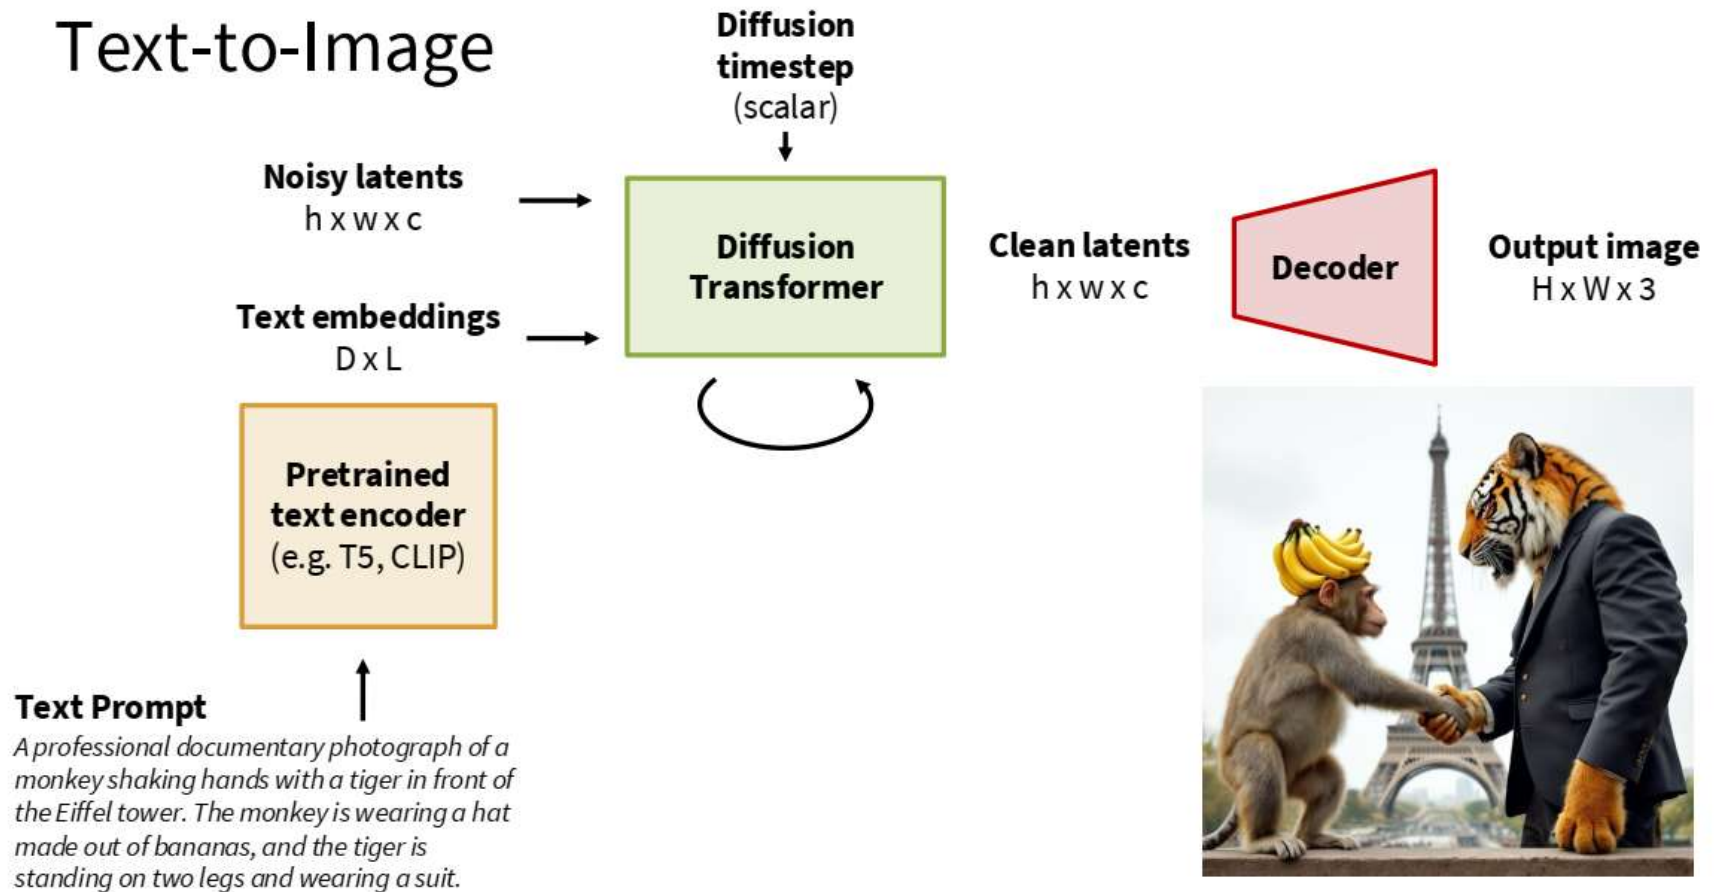 Text-to-Image
Diffusion
timestep
(scalar)
Noisy latents
h x w x c
Text embeddings
D x L
Diffusion
Transformer
Clean latents
h x w x c
Decoder
Output image
H x W x 3
Pretrained
text encoder
(e.g. T5, CLIP)
Text Prompt
A professional documentary photograph of a
monkey shaking hands with a tiger in front of
the Eiffel tower. The monkey is wearing a hat
made out of bananas, and the tiger is
standing on two legs and wearing a suit.